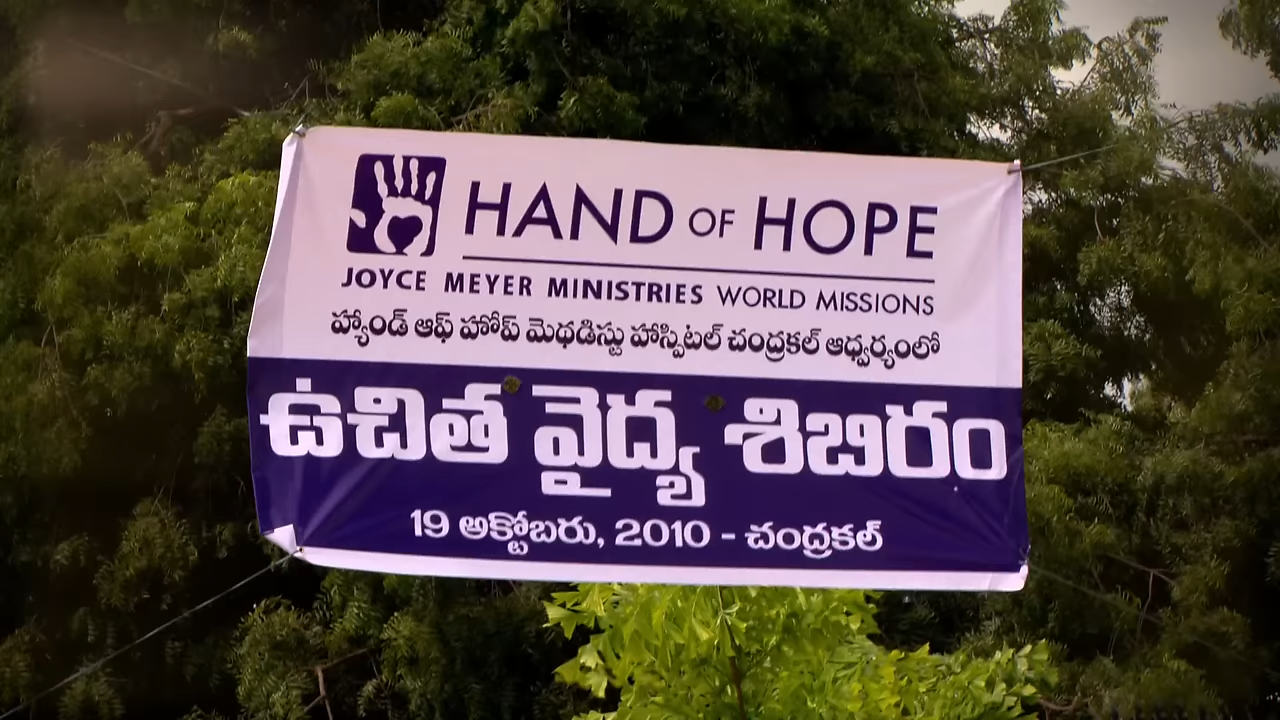 HAND OF HOPE
JOYCE MEYER MINISTRIES WORLD MISSIONS
హ్యాండ్ ఆఫ్ హోప్ మెథడిస్టు హాస్పిటల్ చంద్రకల్ ఆధ్వర్యంలో
ఉచిత వైద్య శిబిరం
19 అక్టోబరు, 2010 - చంద్రకల్